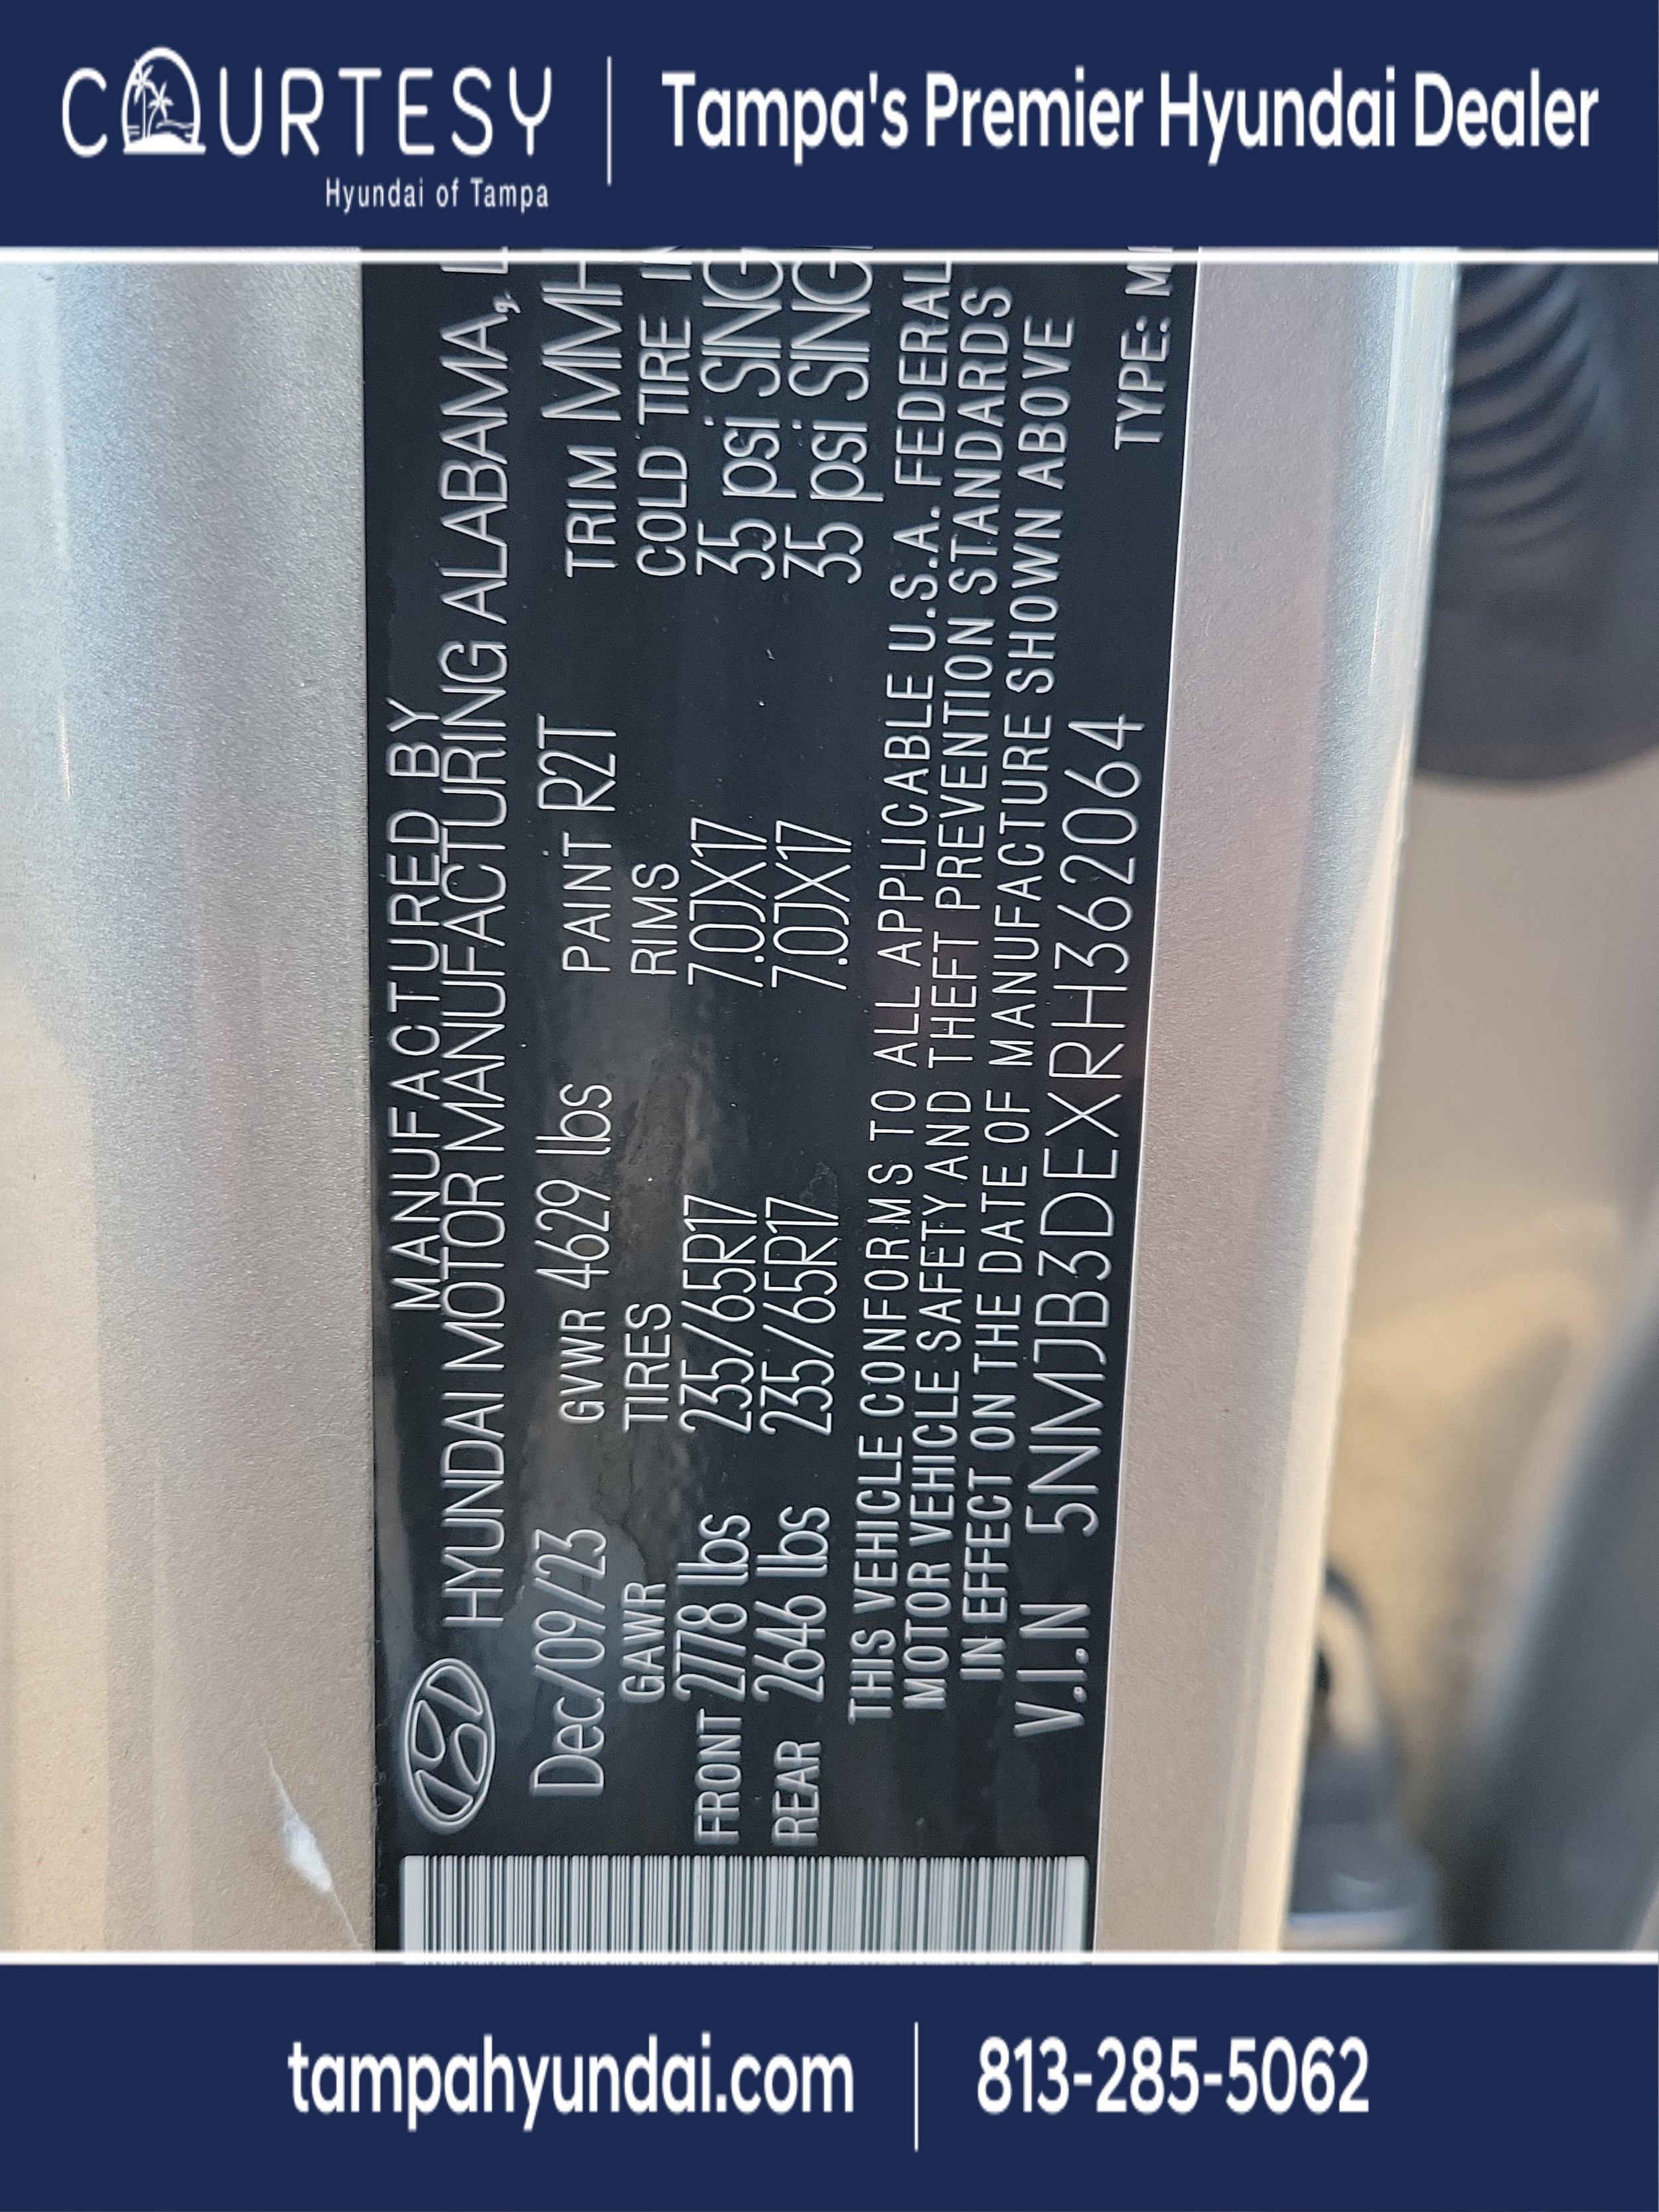 COURTESY
Hyundai of Tampa
Tampa's Premier Hyundai Dealer
MANUFACTURED BY
HYUNDAI MOTOR MANUFACTURING ALABAMA,
Dec/09/23 GVWR 4629 lbs PAINT R2T TRIM MMH
GAWR TIRES RIMS COLD TIRE
FRONT 2778 lbs 235/65R17 7.0JX17 35 psi SING
REAR 2646 lbs 235/65R17 7.0JX17 35 psi SING
THIS VEHICLE CONFORMS TO ALL APPLICABLE U.S.A. FEDERAL
MOTOR VEHICLE SAFETY AND THEFT PREVENTION STANDARDS
IN EFFECT ON THE DATE OF MANUFACTURE SHOWN ABOVE
V.I.N 5NMJB3DEXRH362064
TYPE:
tampahyundai.com
813-285-5062